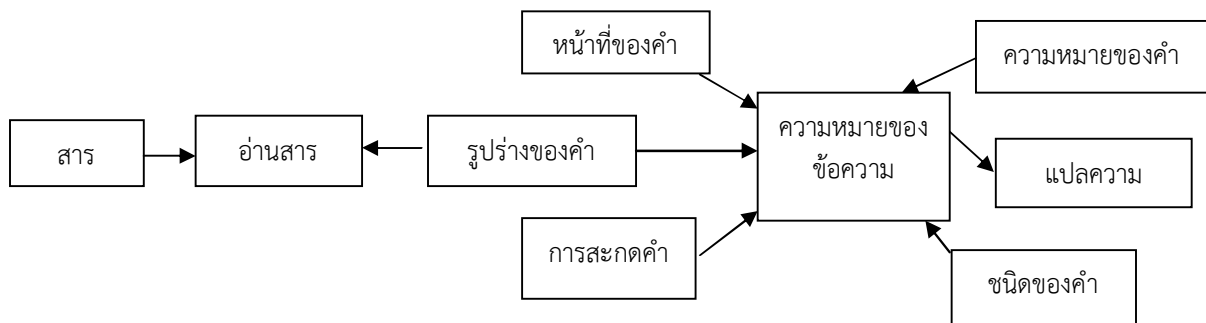 หน้าที่ของคำ
ความหมายของคำ
สาร
อ่านสาร
รูปร่างของคำ
ความหมายของ
ข้อความ
แปลความ
การสะกดคำ
ชนิดของคำ